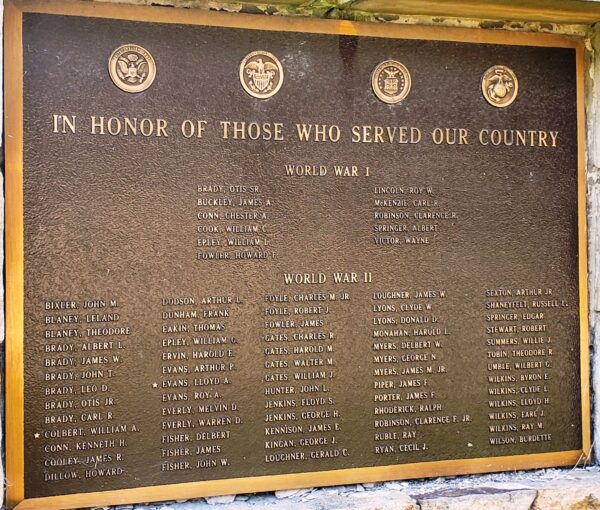 IN HONOR OF THOSE WHO SERVED OUR COUNTRY
WORLD WAR I
BRADY, OTIS SR.
BUCKLEY, JAMES A.
CONN, CHESTER A.
COOK, WILLIAM C.
EPLEY, WILLIAM L.
FOWLER, HOWARD F.
LINCOLN, ROY W.
McKENZIE, CARL R.
ROBINSON, CLARENCE R.
SPRINGER, ALBERT
VICTOR, WAYNE
WORLD WAR II
BIXLER, JOHN M.
BLANEY, LELAND
BLANEY, THEODORE
BRADY, ALBERT L.
BRADY, JAMES W.
BRADY, JOHN T.
BRADY, LEO D.
BRADY, OTIS JR.
BRADY, CARL R.
★ COLBERT, WILLIAM A.
CONN, KENNETH H.
COOLEY, JAMES R.
DILLOW, HOWARD
DODSON, ARTHUR L.
DUNHAM, FRANK
EAKIN, THOMAS
EPLEY, WILLIAM G.
ERVIN, HAROLD F.
EVANS, ARTHUR P.
★ EVANS, LLOYD A.
EVANS, ROY A.
EVERLY, MELVIN D.
EVERLY, WARREN D.
FISHER, DELBERT
FISHER, JAMES
FISHER, JOHN W.
FOYLE, CHARLES M. JR.
FOYLE, ROBERT J.
FOWLER, JAMES
GATES, CHARLES R.
GATES, HAROLD M.
GATES, WALTER M.
GATES, WILLIAM J.
HUNTER, JOHN L.
JENKINS, FLOYD S.
JENKINS, GEORGE H.
KENNISON, JAMES E.
KINGAN, GEORGE J.
LOUGHNER, GERALD C.
LOUGHNER, JAMES W.
LYONS, CLYDE W.
LYONS, DONALD D.
MONAHAN, HAROLD L.
MYERS, DELBERT W.
MYERS, GEORGE N.
MYERS, JAMES M. JR.
PIPER, JAMES F.
PORTER, JAMES F.
RHODERICK, RALPH
ROBINSON, CLARENCE F. JR.
RUBLE, RAY
RYAN, CECIL J.
SEXTON, ARTHUR JR.
SHANEYFELT, RUSSELL E.
SPRINGER, EDGAR
STEWART, ROBERT
SUMMERS, WILLIE J.
TOBIN, THEODORE R.
UMBLE, WILBERT G.
WILKINS, BYRON E.
WILKINS, CLYDE L.
WILKINS, LLOYD H.
WILKINS, EARL J.
WILKINS, RAY M.
WILSON, BURDETTE